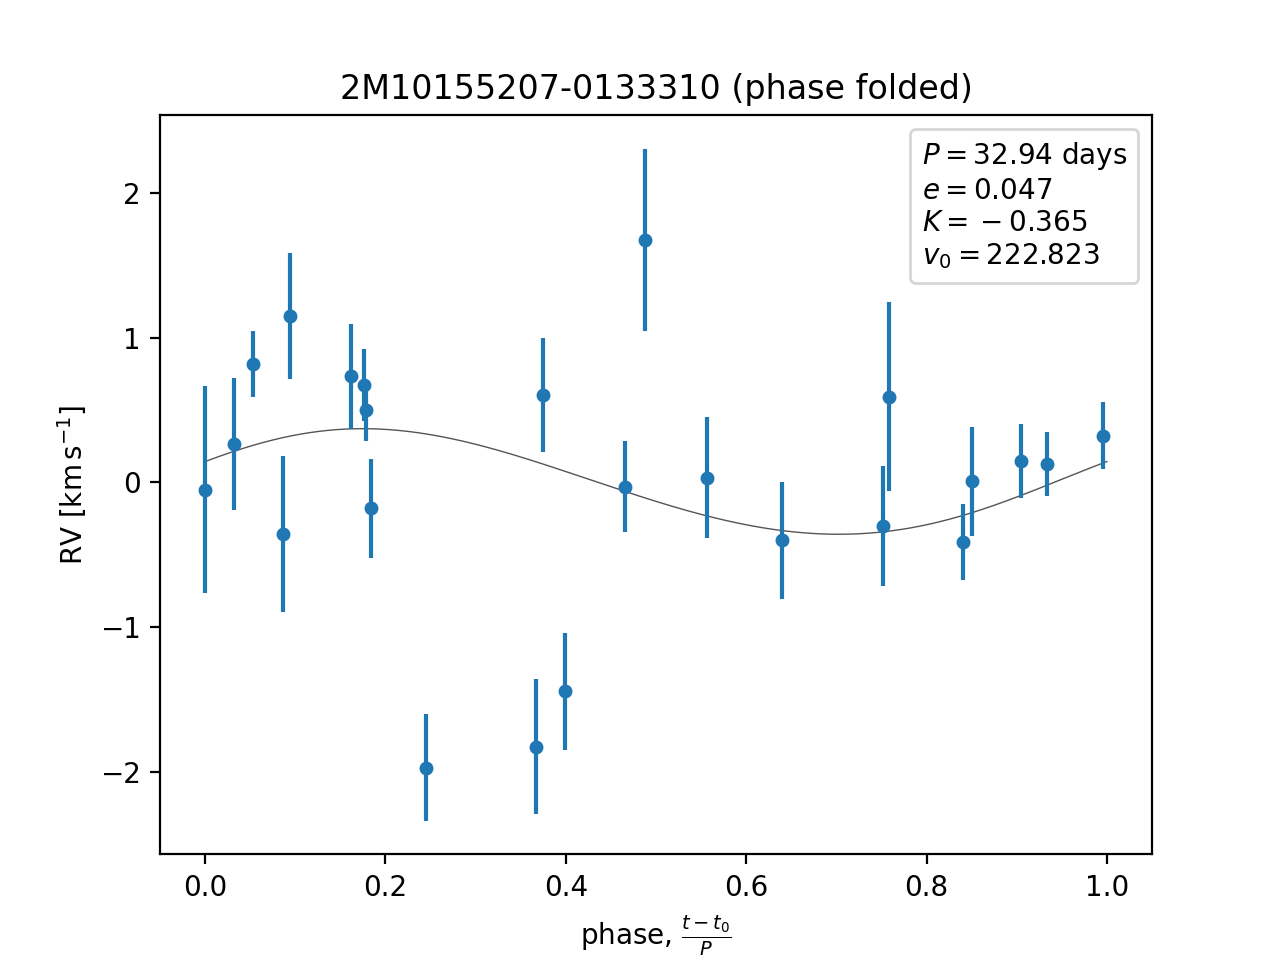 2M10155207-0133310 (phase folded)
P = 32.94 days
e = 0.047
K = −0.365
v₀ = 222.823
RV [km s⁻¹]
2
1
0
−1
−2
0.0 0.2 0.4 0.6 0.8 1.0
phase, (t − t₀)/P